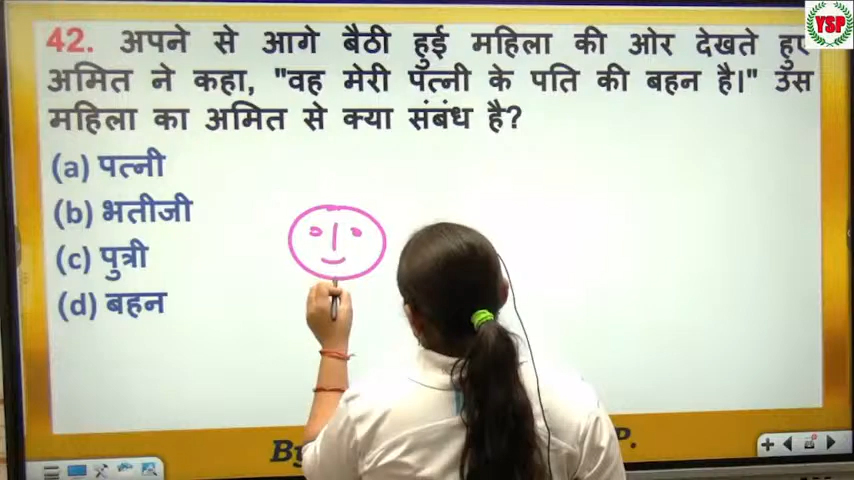 YSP
42. अपने से आगे बैठी हुई महिला की ओर देखते हुए
अमित ने कहा, "वह मेरी पत्नी के पति की बहन है।" उस
महिला का अमित से क्या संबंध है?
(a) पत्नी
(b) भतीजी
(c) पुत्री
(d) बहन
By
P.